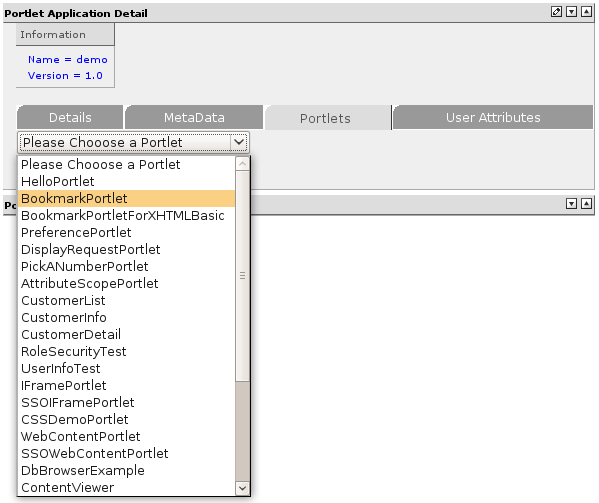 Portlet Application Detail
Information
Name = demo
Version = 1.0
Details MetaData Portlets User Attributes
Please Chooose a Portlet
Please Chooose a Portlet
HelloPortlet
BookmarkPortlet
BookmarkPortletForXHTMLBasic
PreferencePortlet
DisplayRequestPortlet
PickANumberPortlet
AttributeScopePortlet
CustomerList
CustomerInfo
CustomerDetail
RoleSecurityTest
UserInfoTest
IFramePortlet
SSOIFramePortlet
CSSDemoPortlet
WebContentPortlet
SSOWebContentPortlet
DbBrowserExample
ContentViewer